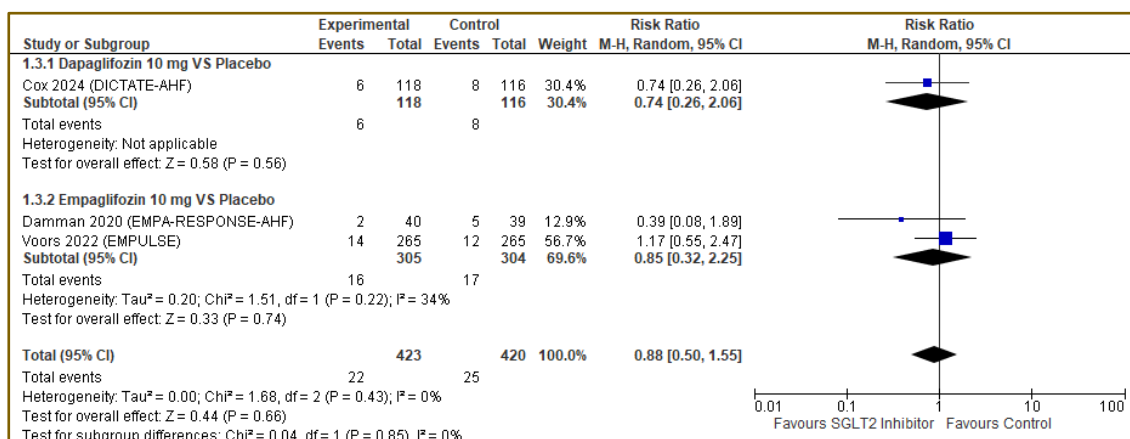 Experimental Control Risk Ratio Risk Ratio
Study or Subgroup Events Total Events Total Weight M-H, Random, 95% CI M-H, Random, 95% CI
1.3.1 Dapaglifozin 10 mg VS Placebo
Cox 2024 (DICTATE-AHF) 6 118 8 116 30.4% 0.74 [0.26, 2.06]
Subtotal (95% CI) 118 116 30.4% 0.74 [0.26, 2.06]
Total events 6 8
Heterogeneity: Not applicable
Test for overall effect: Z = 0.58 (P = 0.56)
1.3.2 Empaglifozin 10 mg VS Placebo
Damman 2020 (EMPA-RESPONSE-AHF) 2 40 5 39 12.9% 0.39 [0.08, 1.89]
Voors 2022 (EMPULSE) 14 265 12 265 56.7% 1.17 [0.55, 2.47]
Subtotal (95% CI) 305 304 69.6% 0.85 [0.32, 2.25]
Total events 16 17
Heterogeneity: Tau² = 0.20; Chi² = 1.51, df = 1 (P = 0.22); I² = 34%
Test for overall effect: Z = 0.33 (P = 0.74)
Total (95% CI) 423 420 100.0% 0.88 [0.50, 1.55]
Total events 22 25
Heterogeneity: Tau² = 0.00; Chi² = 1.68, df = 2 (P = 0.43); I² = 0%
Test for overall effect: Z = 0.44 (P = 0.66)
Test for subgroup differences: Chi² = 0.04, df = 1 (P = 0.85), I² = 0%
0.01 0.1 1 10 100
Favours SGLT2 Inhibitor Favours Control